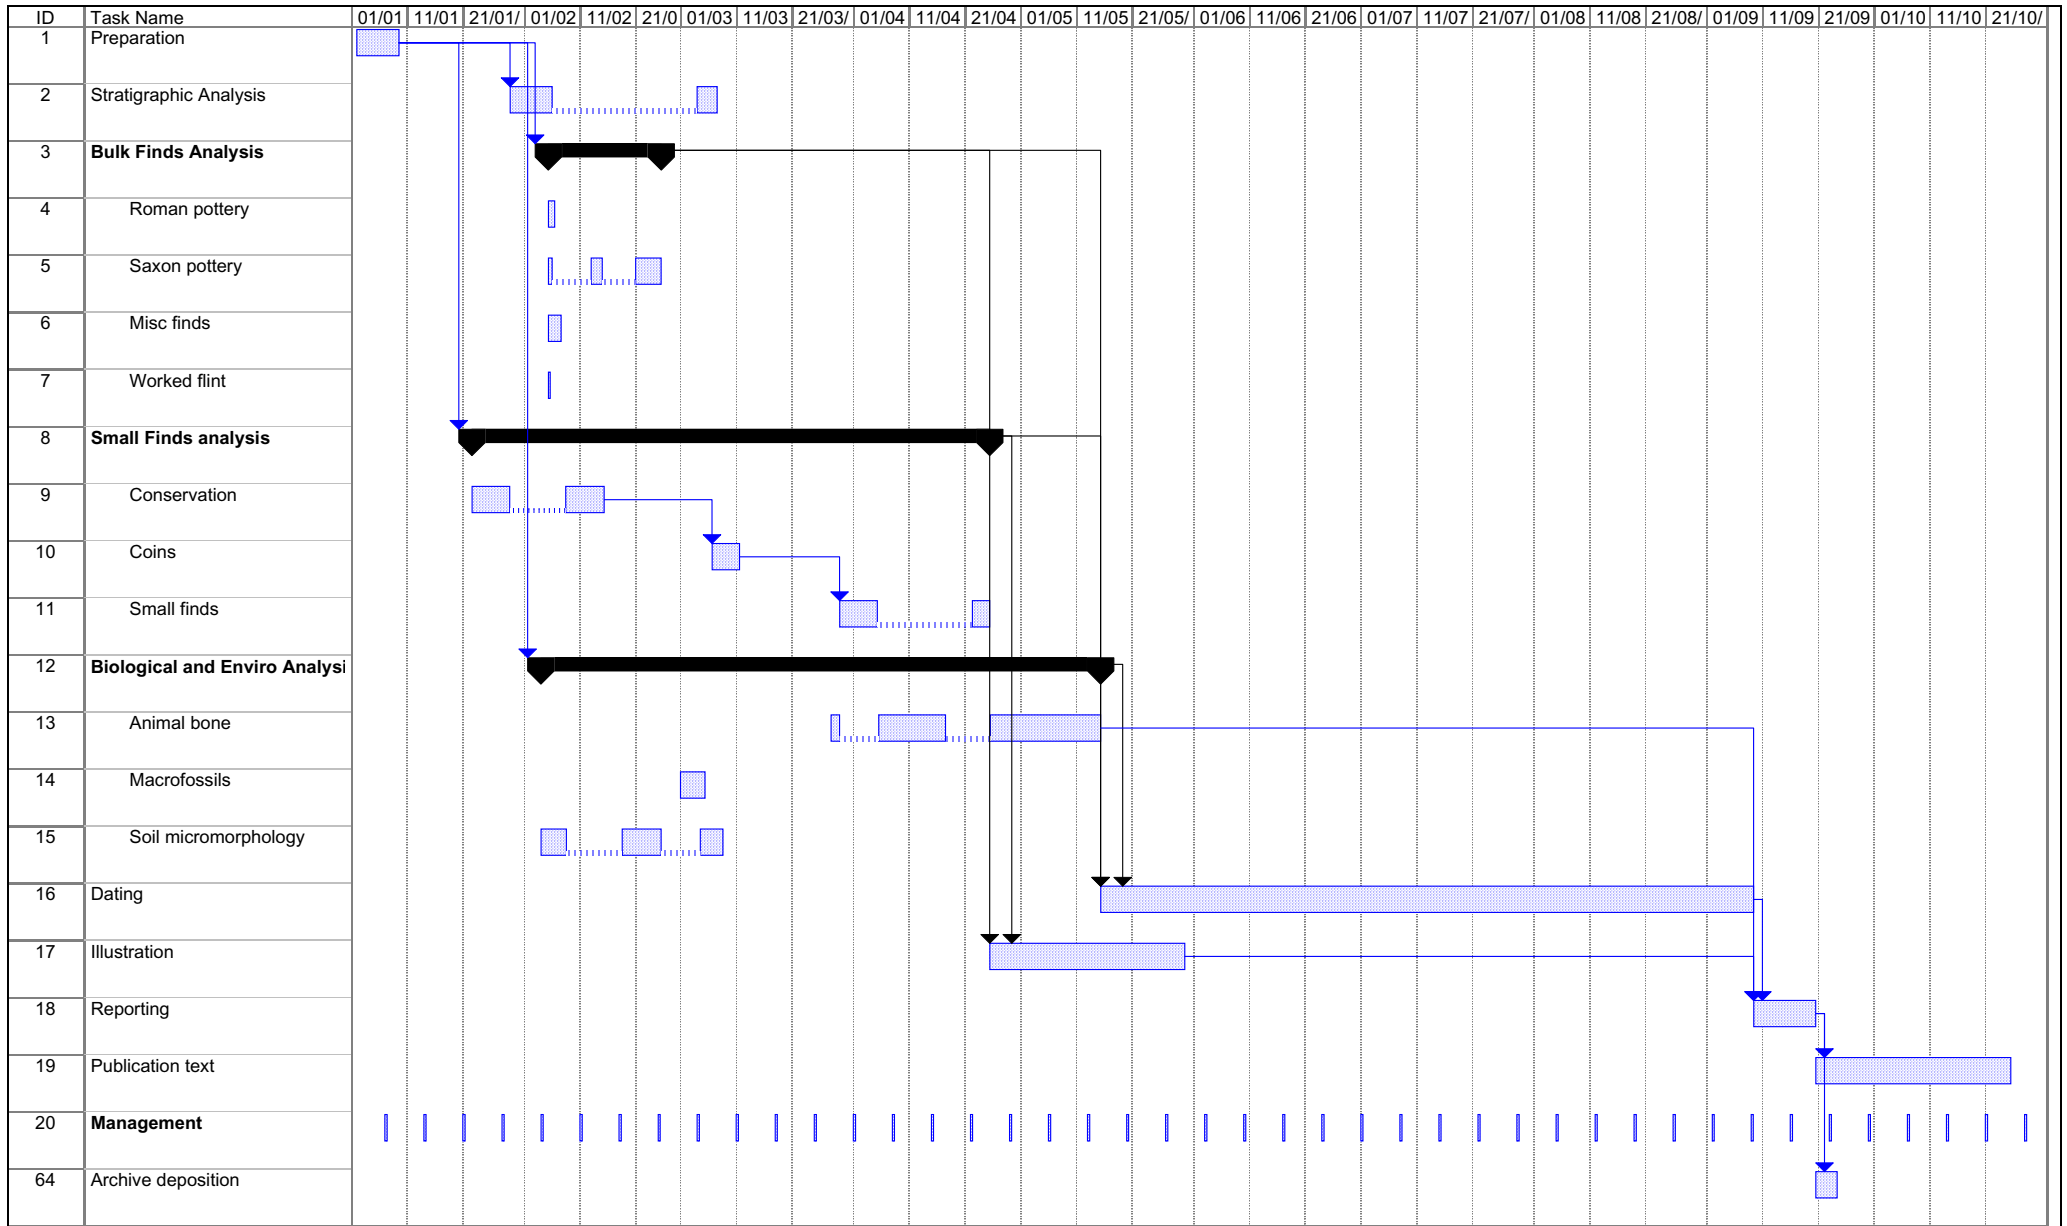 ID Task Name 01/01 11/01 21/01/ 01/02 11/02 21/0 01/03 11/03 21/03/ 01/04 11/04 21/04 01/05 11/05 21/05/ 01/06 11/06 21/06 01/07 11/07 21/07/ 01/08 11/08 21/08/ 01/09 11/09 21/09 01/10 11/10 21/10/
1 Preparation
2 Stratigraphic Analysis
3 Bulk Finds Analysis
4 Roman pottery
5 Saxon pottery
6 Misc finds
7 Worked flint
8 Small Finds analysis
9 Conservation
10 Coins
11 Small finds
12 Biological and Enviro Analysi
13 Animal bone
14 Macrofossils
15 Soil micromorphology
16 Dating
17 Illustration
18 Reporting
19 Publication text
20 Management
64 Archive deposition